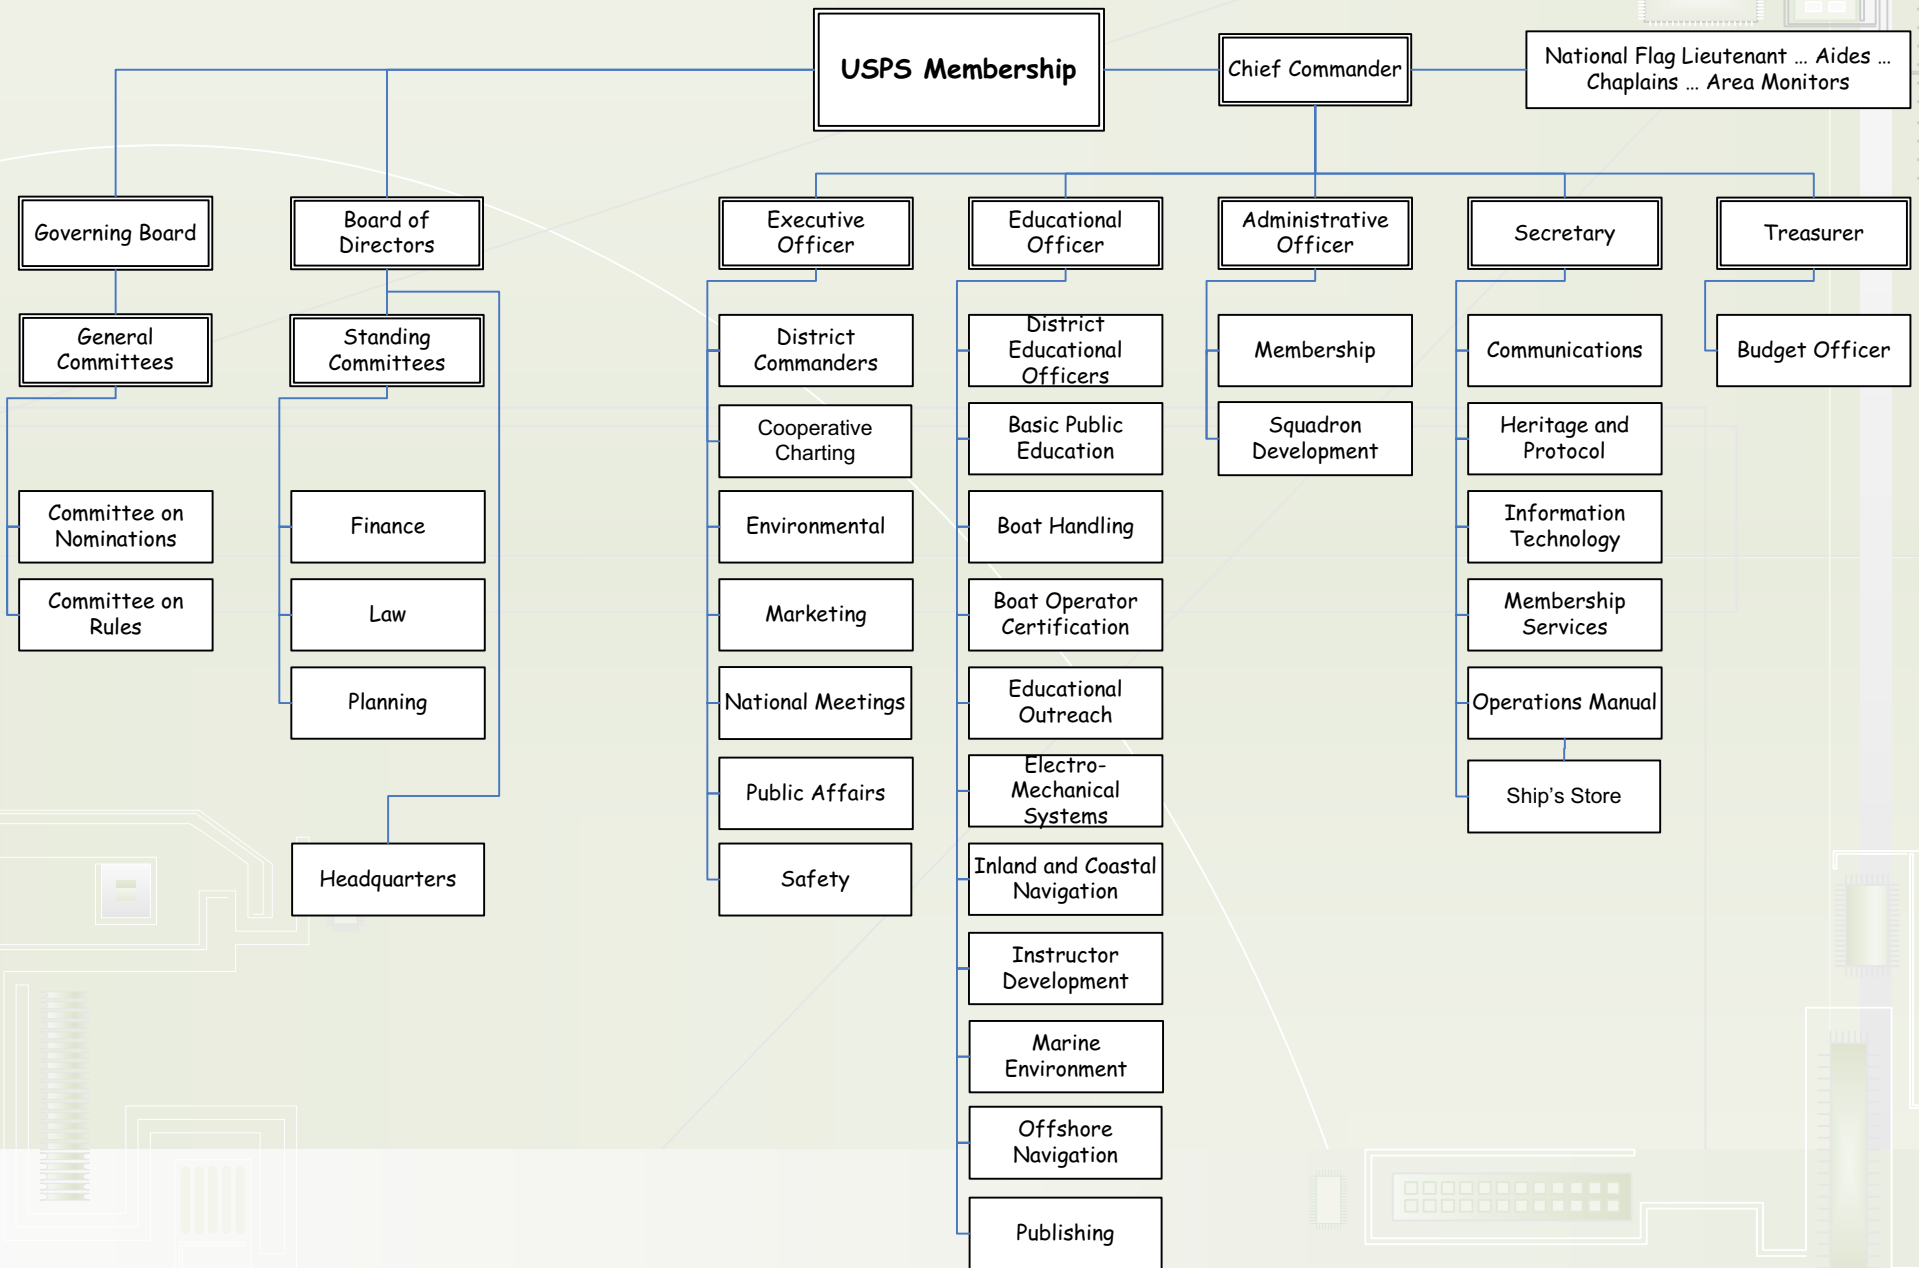 USPS Membership
Chief Commander
National Flag Lieutenant … Aides …
Chaplains … Area Monitors
Governing Board
General
Committees
Committee on
Nominations
Committee on
Rules
Board of
Directors
Standing
Committees
Finance
Law
Planning
Headquarters
Executive
Officer
District
Commanders
Cooperative
Charting
Environmental
Marketing
National Meetings
Public Affairs
Safety
Educational
Officer
District
Educational
Officers
Basic Public
Education
Boat Handling
Boat Operator
Certification
Educational
Outreach
Electro-
Mechanical
Systems
Inland and Coastal
Navigation
Instructor
Development
Marine
Environment
Offshore
Navigation
Publishing
Administrative
Officer
Membership
Squadron
Development
Secretary
Communications
Heritage and
Protocol
Information
Technology
Membership
Services
Operations Manual
Ship’s Store
Treasurer
Budget Officer